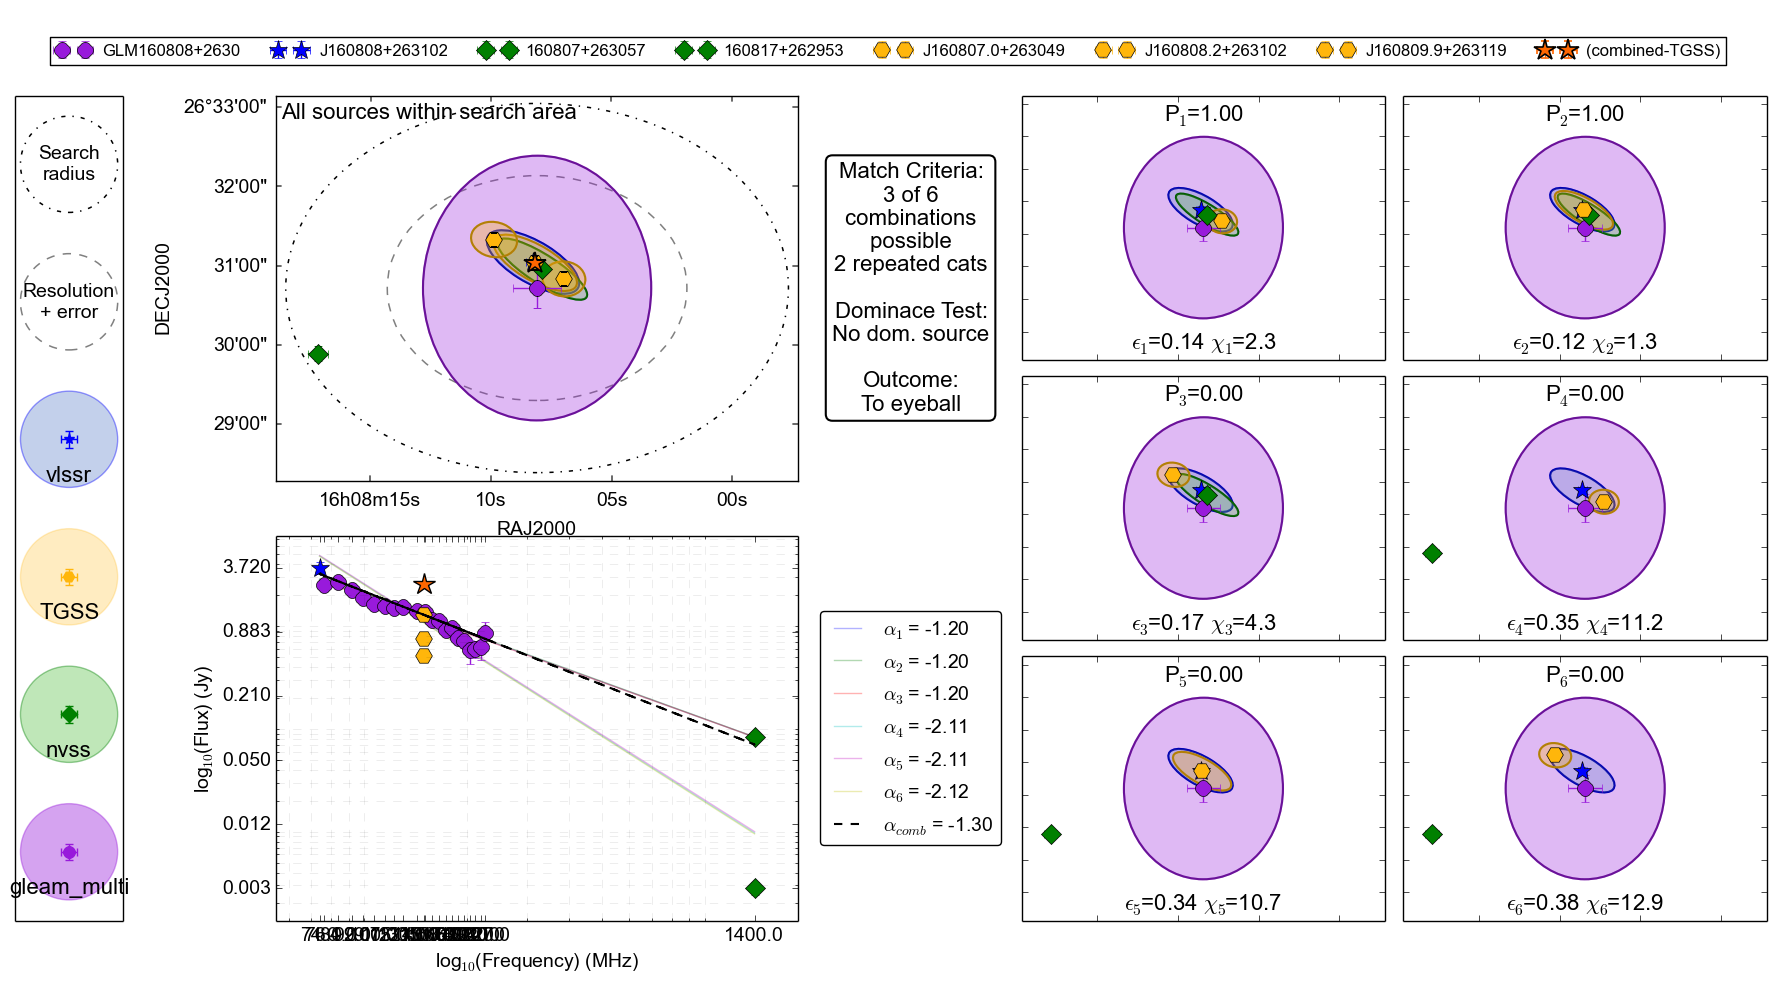 GLM160808+2630 J160808+263102 160807+263057 160817+262953 J160807.0+263049 J160808.2+263102 J160809.9+263119 (combined-TGSS)
Search
radius
Resolution
+ error
vlssr
TGSS
nvss
gleam_multi
All sources within search area
26°33'00"
32'00"
31'00"
30'00"
29'00"
DECJ2000
16h08m15s 10s 05s 00s
RAJ2000
Match Criteria:
3 of 6
combinations
possible
2 repeated cats
Dominace Test:
No dom. source
Outcome:
To eyeball
3.720
0.883
0.210
0.050
0.012
0.003
log10(Flux) (Jy)
1400.0
log10(Frequency) (MHz)
α1 = -1.20
α2 = -1.20
α3 = -1.20
α4 = -2.11
α5 = -2.11
α6 = -2.12
αcomb = -1.30
P1=1.00
ϵ1=0.14 χ1=2.3
P2=1.00
ϵ2=0.12 χ2=1.3
P3=0.00
ϵ3=0.17 χ3=4.3
P4=0.00
ϵ4=0.35 χ4=11.2
P5=0.00
ϵ5=0.34 χ5=10.7
P6=0.00
ϵ6=0.38 χ6=12.9